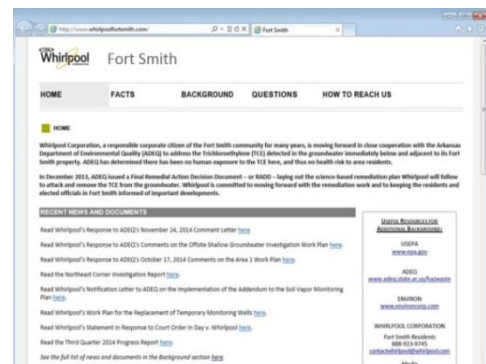 http://www.whirlpoolfortsmith.com/
Fort Smith
Whirlpool
Fort Smith
HOME FACTS BACKGROUND QUESTIONS HOW TO REACH US
HOME
Whirlpool Corporation, a responsible corporate citizen of the Fort Smith community for many years, is moving forward in close cooperation with the Arkansas
Department of Environmental Quality (ADEQ) to address the Trichloroethylene (TCE) detected in the groundwater immediately below and adjacent to its Fort
Smith property. ADEQ has determined there has been no human exposure to the TCE here, and thus no health risk to area residents.
In December 2013, ADEQ issued a Final Remedial Action Decision Document – or RADD – laying out the science-based remediation plan Whirlpool will follow
to attack and remove the TCE from the groundwater. Whirlpool is committed to moving forward with the remediation work and to keeping the residents and
elected officials in Fort Smith informed of important developments.
RECENT NEWS AND DOCUMENTS
Read Whirlpool's Response to ADEQ's November 24, 2014 Comment Letter here
Read Whirlpool's Response to ADEQ's Comments on the Offsite Shallow Groundwater Investigation Work Plan here.
Read Whirlpool's Response to ADEQ's October 17, 2014 Comments on the Area 1 Work Plan here.
Read the Northeast Corner Investigation Report here.
Read Whirlpool's Notification Letter to ADEQ on the Implementation of the Addendum to the Soil Vapor Monitoring
Plan here.
Read Whirlpool's Work Plan for the Replacement of Temporary Monitoring Wells here.
Read Whirlpool's Statement in Response to Court Order in Day v. Whirlpool here.
Read the Third Quarter 2014 Progress Report here.
See the full list of news and documents in the Background section here.
USEFUL RESOURCES FOR
ADDITIONAL BACKGROUND:
USEPA
www.epa.gov
ADEQ
www.adeq.state.ar.us/hazwaste
ENVIRON
www.environcorp.com
WHIRLPOOL CORPORATION
Fort Smith Residents
888-923-9745
contactwhirlpool@whirlpool.com